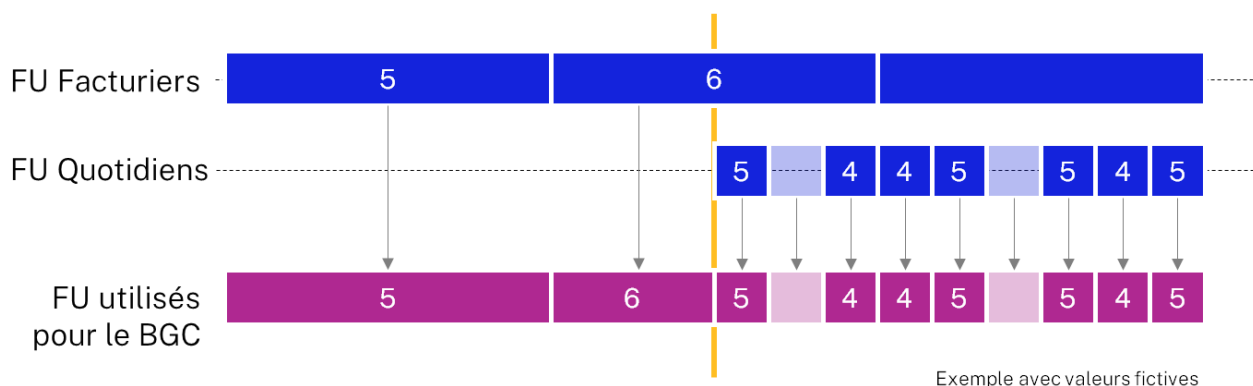 FU Facturiers
5 6
FU Quotidiens
5 4 4 5 5 4 5
FU utilisés
pour le BGC
5 6 5 4 4 5 5 4 5
Exemple avec valeurs fictives